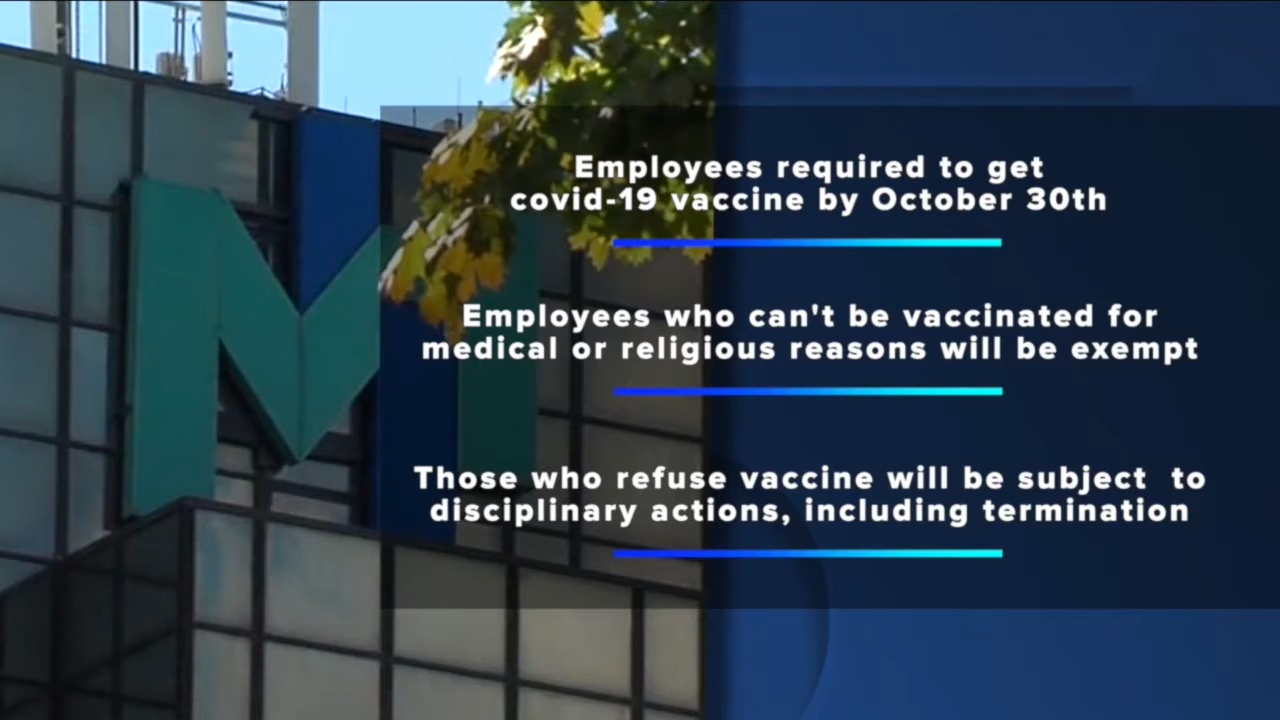 Employees required to get
covid-19 vaccine by October 30th
Employees who can't be vaccinated for
medical or religious reasons will be exempt
Those who refuse vaccine will be subject to
disciplinary actions, including termination